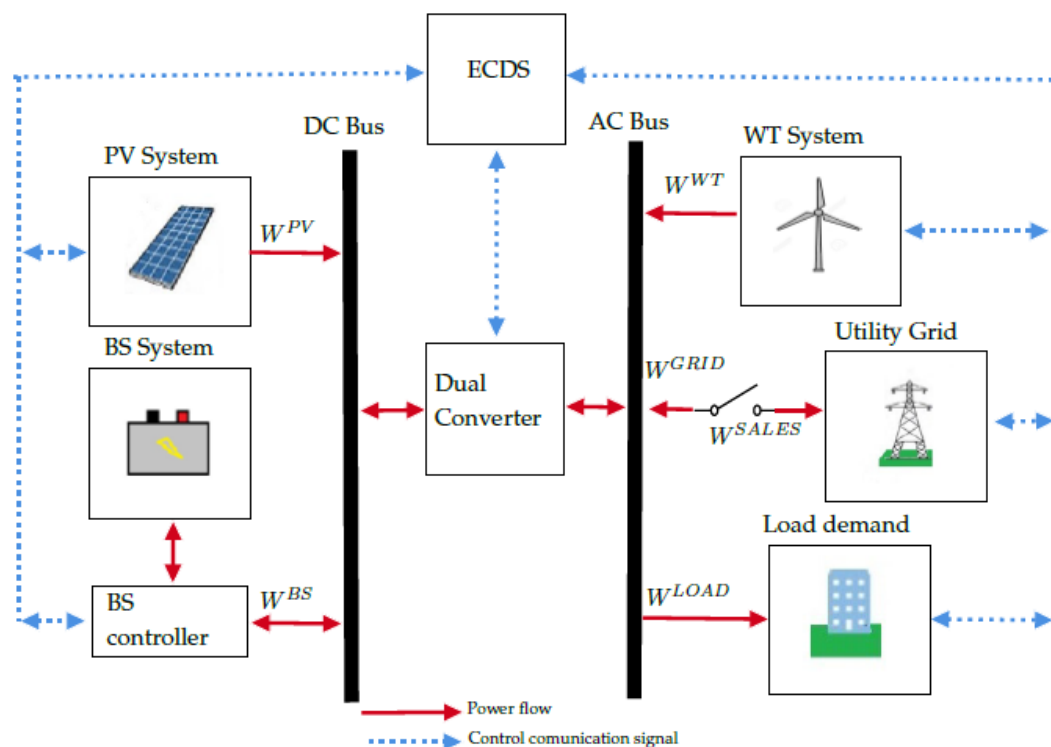 ECDS
DC Bus
AC Bus
PV System
WT System
W^{PV}
W^{WT}
BS System
Utility Grid
Dual
Converter
W^{GRID}
W^{SALES}
Load demand
BS
controller
W^{BS}
W^{LOAD}
Power flow
Control comunication signal